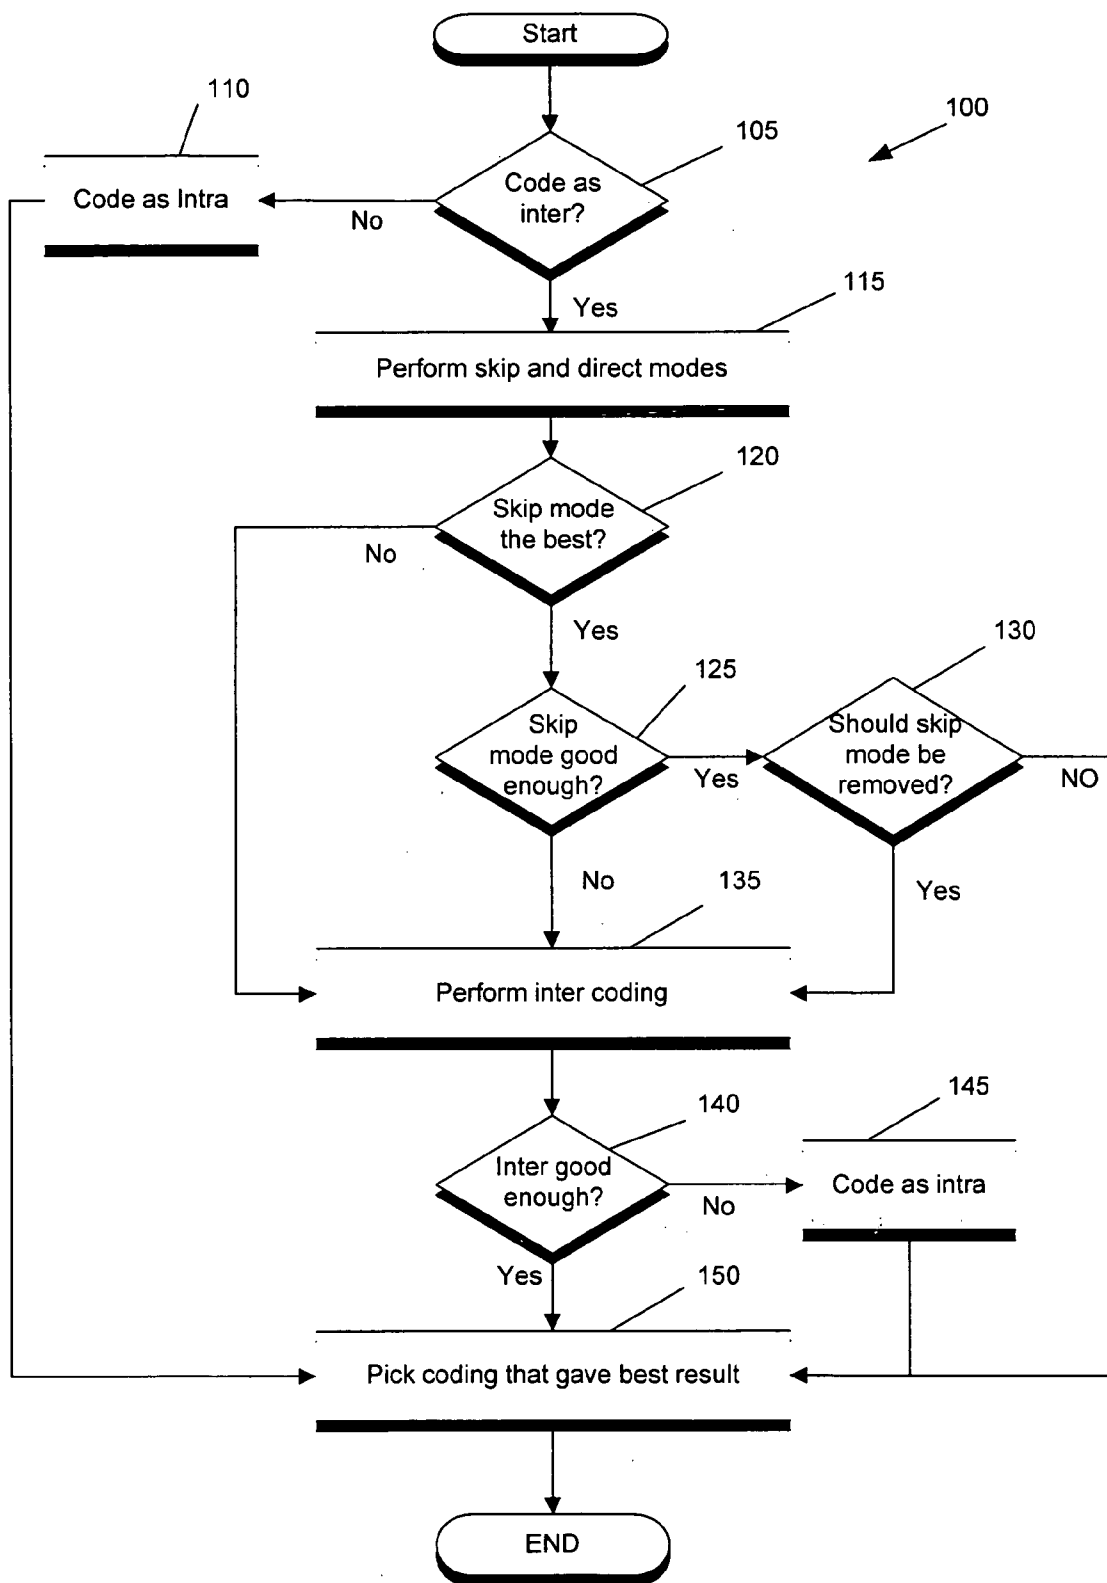 Start
110
100
105
Code as
inter?
Code as Intra
No
115
Yes
Perform skip and direct modes
120
Skip mode
the best?
No
Yes
130
125
Skip
mode good
enough?
Should skip
mode be
removed?
Yes
NO
No
135
Yes
Perform inter coding
145
140
Inter good
enough?
Code as intra
No
Yes
150
Pick coding that gave best result
END